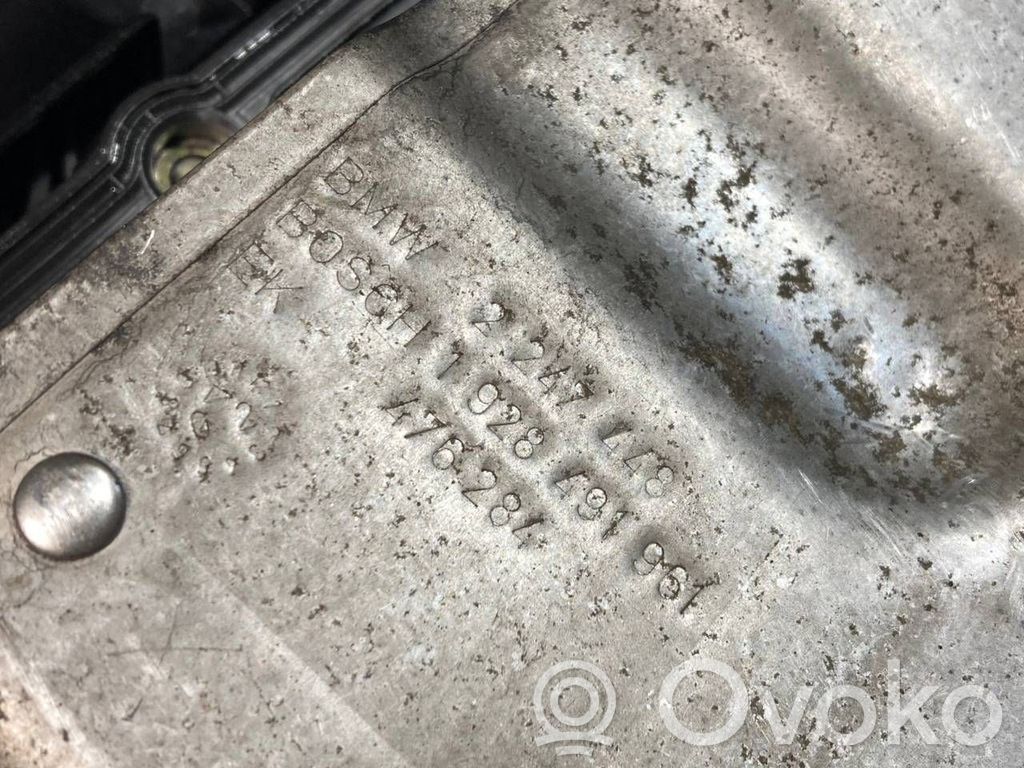 BMW 2 247 448
BOSCH 1 928 491 961
EK 476 284
Ovoko